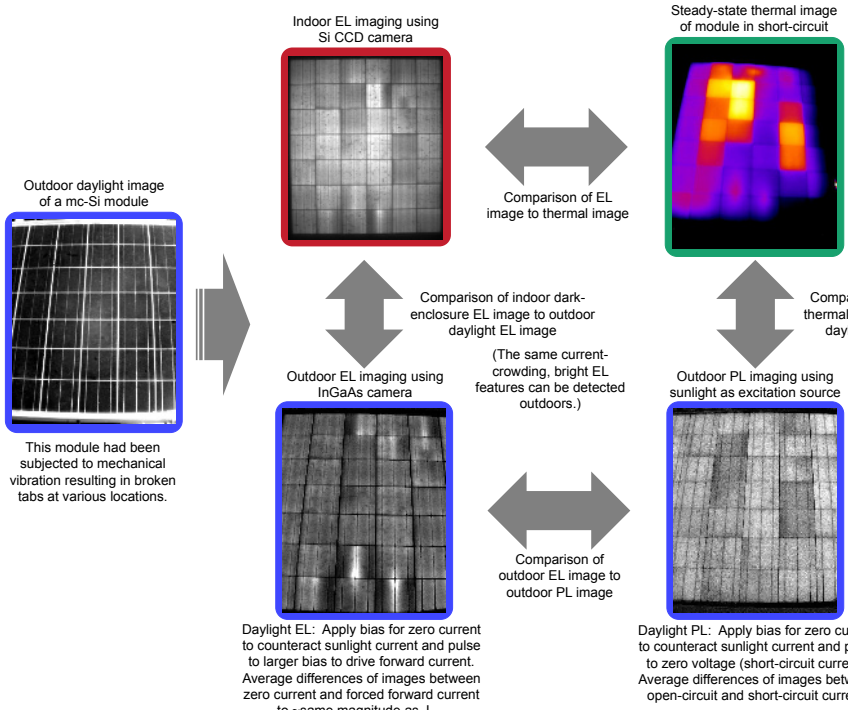 Indoor EL imaging using
Si CCD camera
Steady-state thermal image
of module in short-circuit
Outdoor daylight image
of a mc-Si module
Comparison of EL
image to thermal image
This module had been
subjected to mechanical
vibration resulting in broken
tabs at various locations.
Comparison of indoor dark-
enclosure EL image to outdoor
daylight EL image
(The same current-
crowding, bright EL
features can be detected
outdoors.)
thermal
Outdoor EL imaging using
InGaAs camera
Outdoor PL imaging using
sunlight as excitation source
Comparison of
outdoor EL image to
outdoor PL image
Daylight EL: Apply bias for zero current
to counteract sunlight current and pulse
to larger bias to drive forward current.
Average differences of images between
zero current and forced forward current
to ~same magnitude as
Daylight PL: Apply bias for zero
to counteract sunlight current and
to zero voltage (short-circuit
Average differences of images
open-circuit and short-circuit